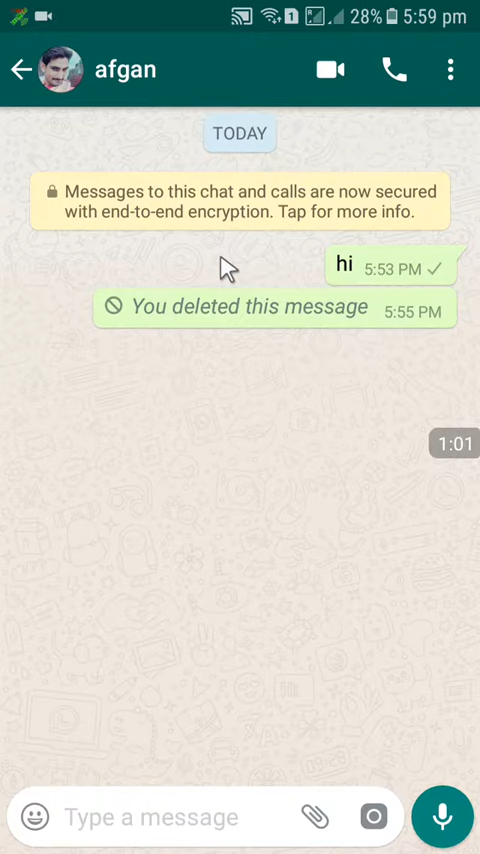 1 R 28% 5:59 pm
afgan
TODAY
Messages to this chat and calls are now secured
with end-to-end encryption. Tap for more info.
hi 5:53 PM
You deleted this message 5:55 PM
1:01
Type a message